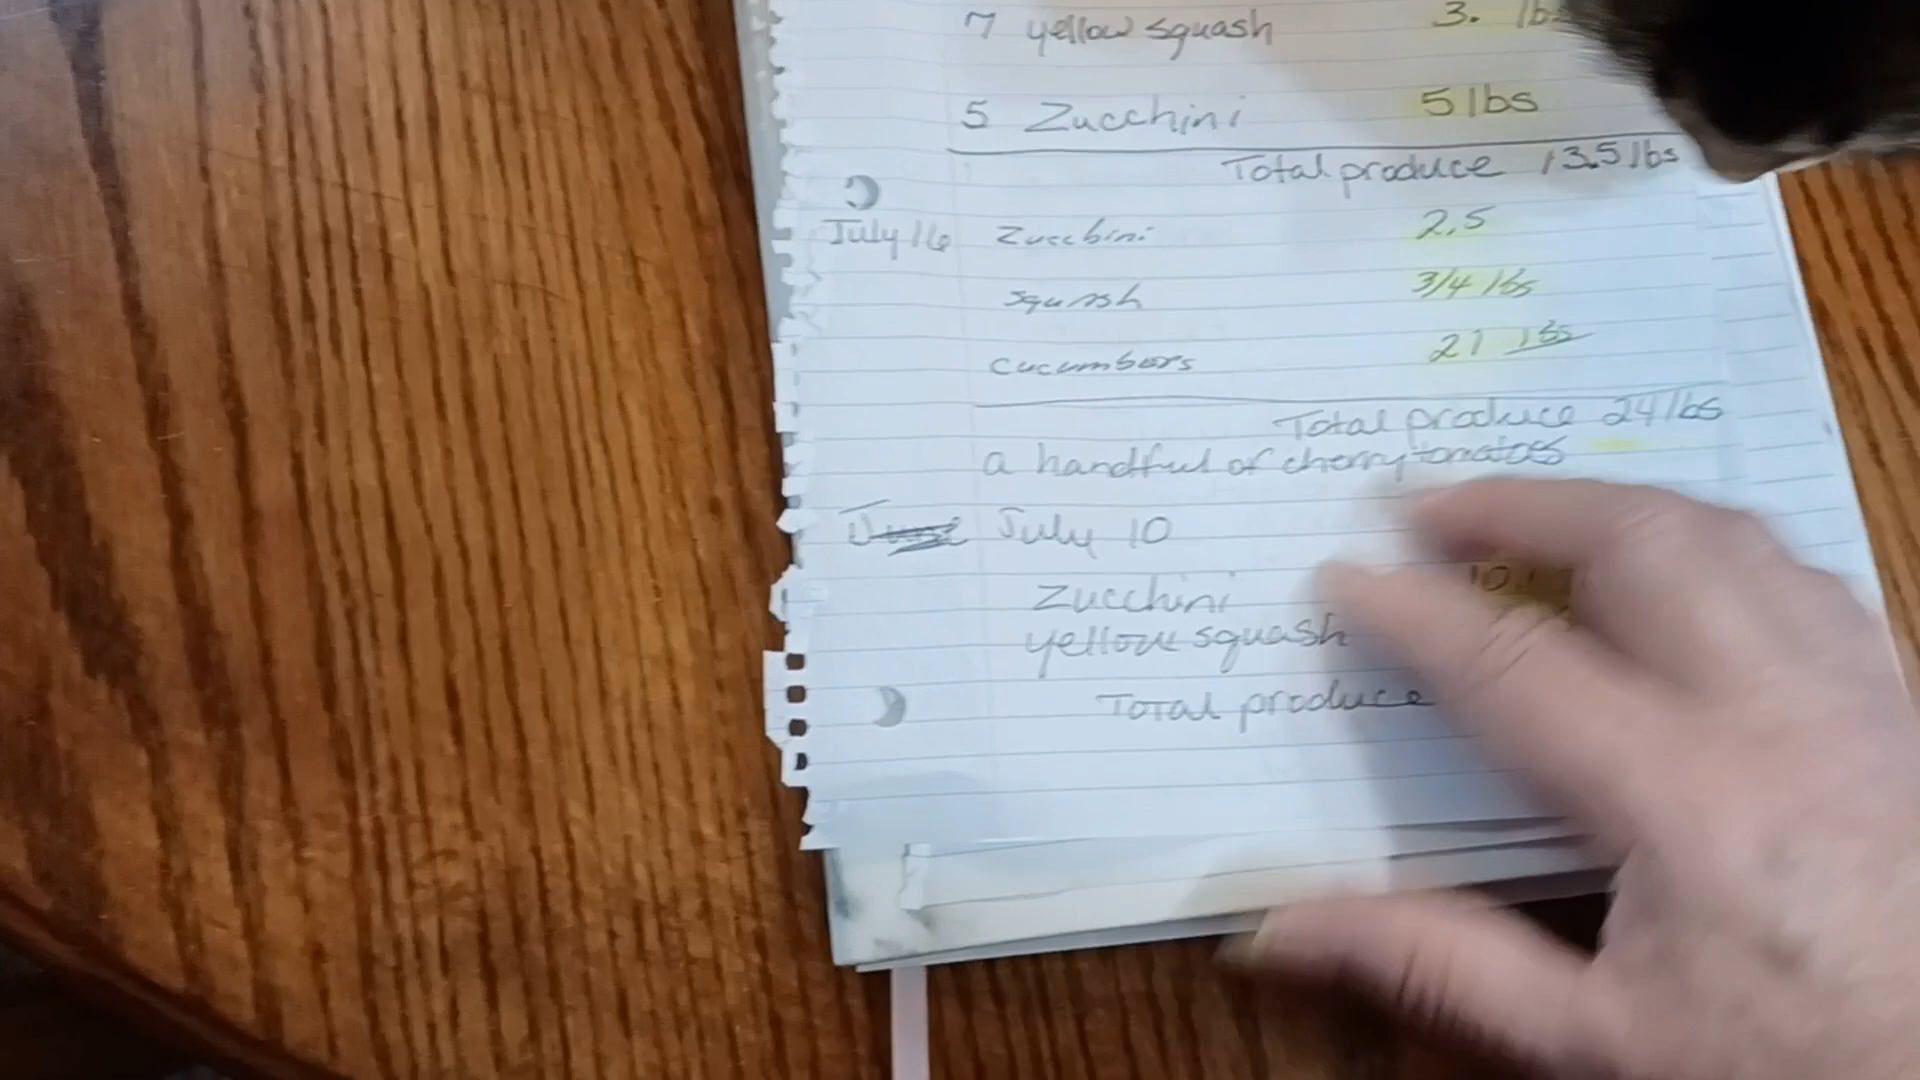 7 yellow squash 3. lbs
5 Zucchini 5 lbs
Total produce 13.5 lbs
July 16 Zucchini 2.5
squash 3/4 lbs
cucumbers 21 lbs
Total produce 24 lbs
a handful of cherry tomatoes
July 10
Zucchini 10.
yellow squash
Total produce